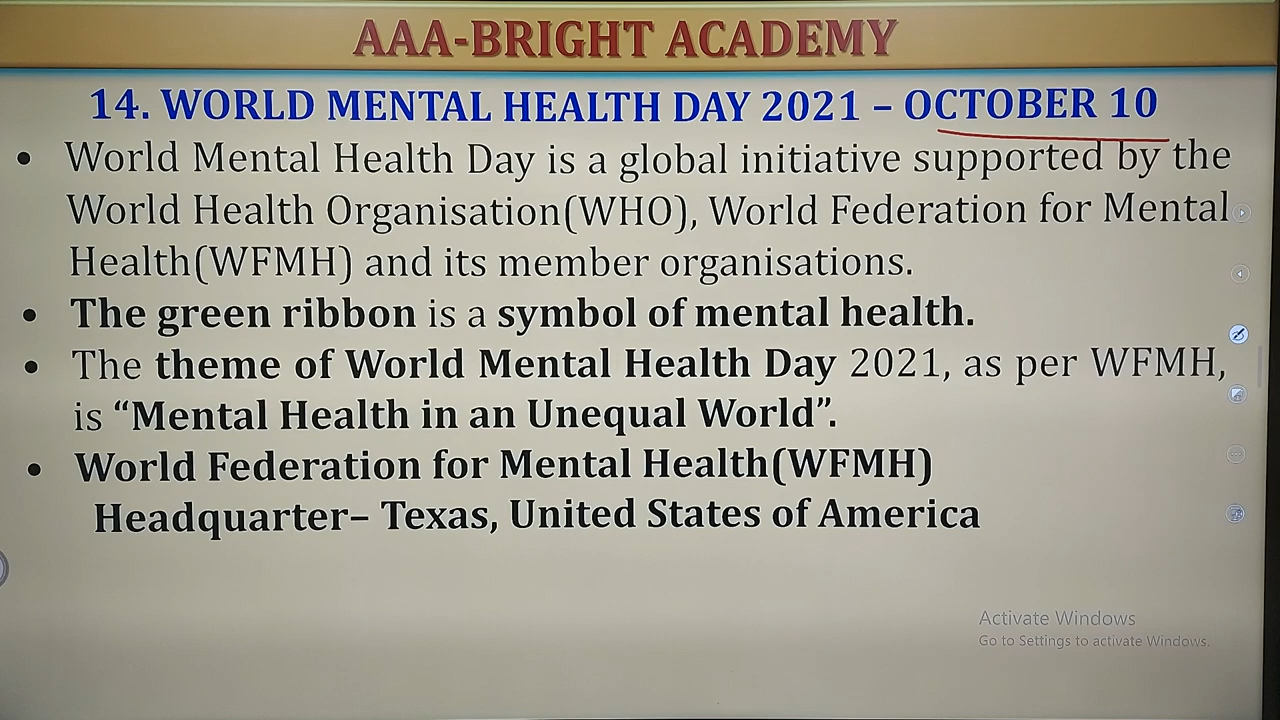 AAA-BRIGHT ACADEMY
14. WORLD MENTAL HEALTH DAY 2021 – OCTOBER 10
• World Mental Health Day is a global initiative supported by the
World Health Organisation(WHO), World Federation for Mental
Health(WFMH) and its member organisations.
• The green ribbon is a symbol of mental health.
• The theme of World Mental Health Day 2021, as per WFMH,
is “Mental Health in an Unequal World”.
• World Federation for Mental Health(WFMH)
Headquarter– Texas, United States of America
Activate Windows
Go to Settings to activate Windows.